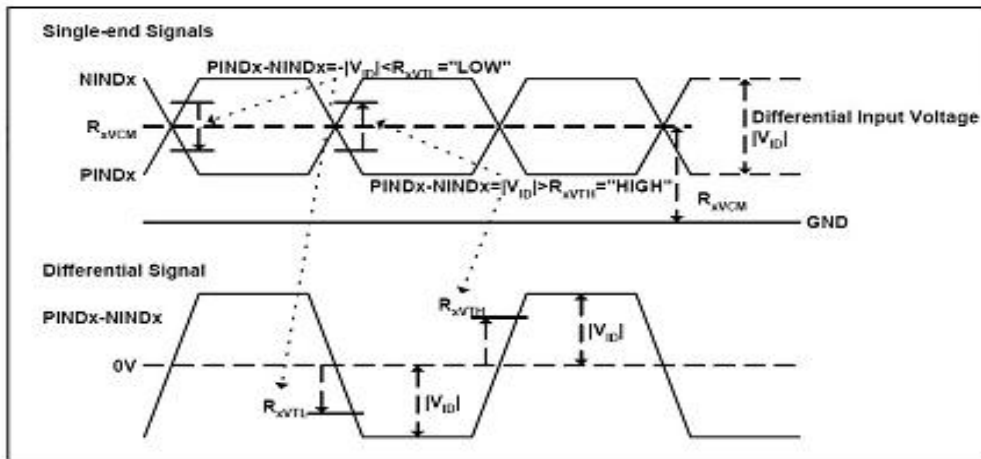 Single-end Signals
PINDx-NINDx=-|VID|<RxVTL="LOW"
NINDx
RxVCM
Differential Input Voltage
|VID|
PINDx
PINDx-NINDx=|VID|>RxVTH="HIGH"
RxVCM
GND
Differential Signal
RxVTH
PINDx-NINDx
|VID|
0V
RxVTL
|VID|